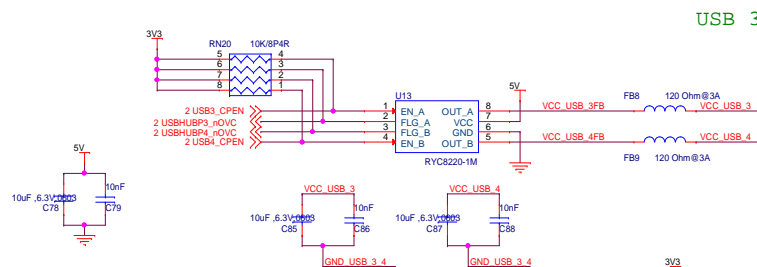 USB 3
3V3
RN20
10K/8P4R
5
4
6
3
7
2
8
1
U13
5V
2 USB3_CPEN
1
EN_A
OUT_A
8
VCC_USB_3FB
FB8
120 Ohm@3A
VCC_USB_3
2 USBHUBP3_nOVC
2
FLG_A
VCC
7
2 USBHUBP4_nOVC
3
FLG_B
GND
6
2 USB4_CPEN
4
EN_B
OUT_B
5
VCC_USB_4FB
VCC_USB_4
RYC8220-1M
FB9
120 Ohm@3A
5V
10nF
10uF ,6.3V,0603
C78
C79
VCC_USB_3
10nF
10uF ,6.3V,0603
C85
C86
GND_USB_3_4
VCC_USB_4
10nF
10uF ,6.3V,0603
C87
C88
GND_USB_3_4
3V3